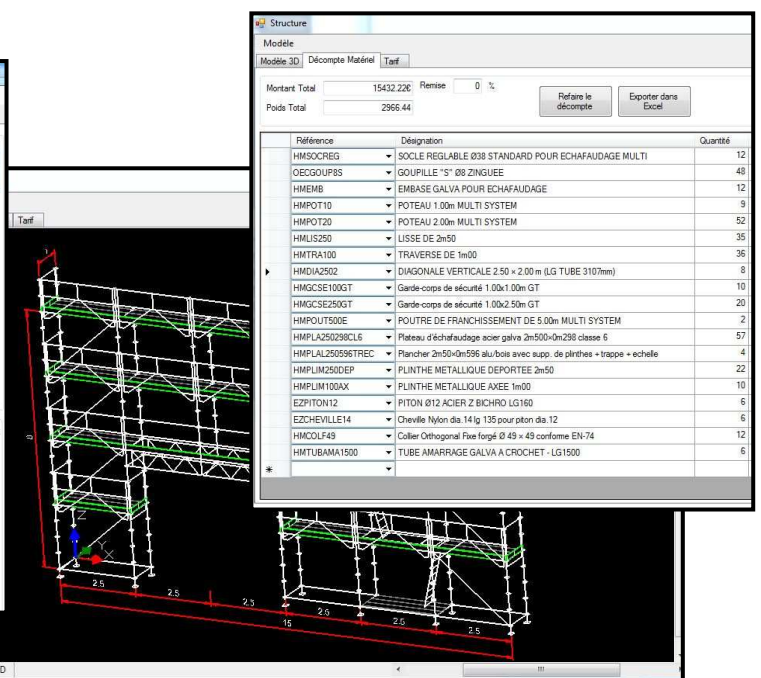 Structure
Modèle
Modèle 3D Décompte Matériel Tarif
Montant Total 15432.22€ Remise 0 %
Poids Total 2966.44
Refaire le décompte
Exporter dans Excel
Référence Désignation Quantité
HMSOCREG SOCLE REGLABLE Ø38 STANDARD POUR ECHAFAUDAGE MULTI 12
OECGOUP8S GOUPILLE "S" Ø8 ZINGUEE 48
HMEMB EMBASE GALVA POUR ECHAFAUDAGE 12
HMPOT10 POTEAU 1.00m MULTI SYSTEM 9
HMPOT20 POTEAU 2.00m MULTI SYSTEM 52
HMLIS250 LISSE DE 2m50 35
HMTRA100 TRAVERSE DE 1m00 36
HMDIA2502 DIAGONALE VERTICALE 2.50 × 2.00 m (LG TUBE 3107mm) 8
HMGCSE100GT Garde-corps de sécurité 1.00x1.00m GT 10
HMGCSE250GT Garde-corps de sécurité 1.00x2.50m GT 20
HMPOUT500E POUTRE DE FRANCHISSEMENT DE 5.00m MULTI SYSTEM 2
HMPLA250298CL6 Plateau d'échafaudage acier galva 2m500×0m298 classe 6 57
HMPLAL250596TREC Plancher 2m50×0m596 alu/bois avec supp. de plinthes + trappe + echelle 4
HMPLIM250DEP PLINTHE METALLIQUE DEPORTEE 2m50 22
HMPLIM100AX PLINTHE METALLIQUE AXEE 1m00 10
EZPITON12 PITON Ø12 ACIER Z BICHRO LG160 6
EZCHEVILLE14 Cheville Nylon dia.14 lg 135 pour piton dia.12 6
HMCOLF49 Collier Orthogonal Fixe forgé Ø 49 × 49 conforme EN-74 12
HMTUBAMA1500 TUBE AMARRAGE GALVA A CROCHET - LG1500 6
Tarif
1
8
Z
Y
X
2.5 2.5 2.5 2.5 2.5 2.5
15
D